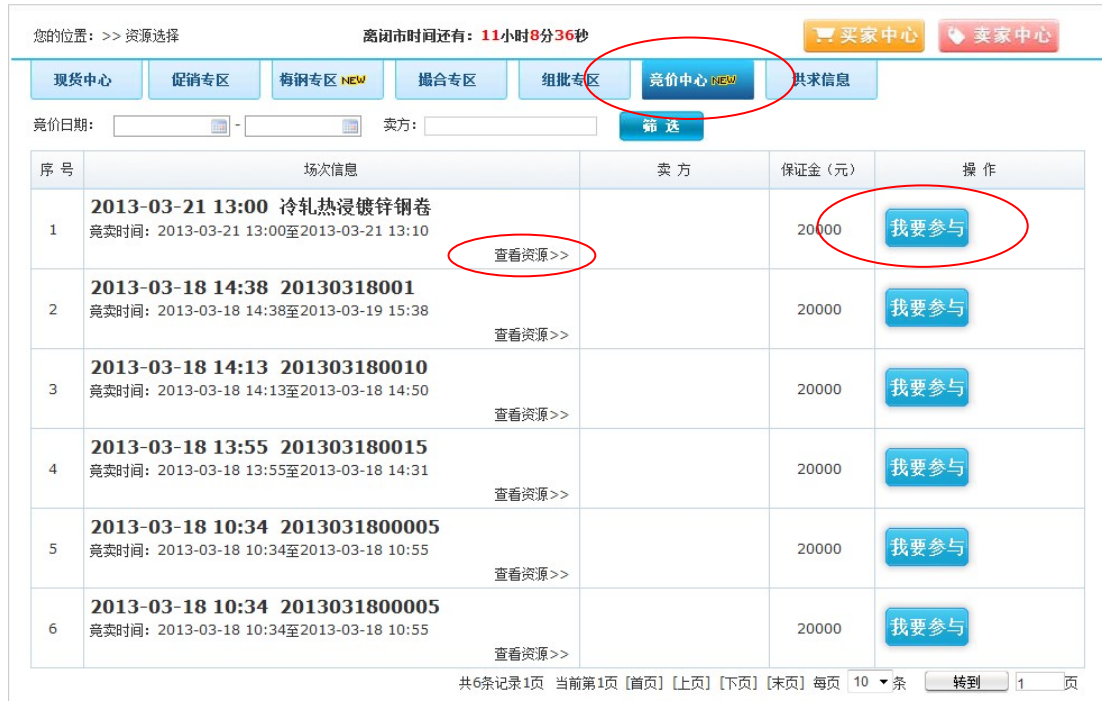 您的位置：>> 资源选择 离闭市时间还有：11小时8分36秒 买家中心 卖家中心
现货中心 促销专区 梅钢专区 NEW 撮合专区 组批专区 竞价中心 NEW 供求信息
竞价日期： - 卖方： 筛 选
序 号 场次信息 卖 方 保证金（元） 操 作
2013-03-21 13:00 冷轧热浸镀锌钢卷
1 竞卖时间：2013-03-21 13:00至2013-03-21 13:10 20000 我要参与
查看资源>>
2013-03-18 14:38 20130318001
2 竞卖时间：2013-03-18 14:38至2013-03-19 15:38 20000 我要参与
查看资源>>
2013-03-18 14:13 201303180010
3 竞卖时间：2013-03-18 14:13至2013-03-18 14:50 20000 我要参与
查看资源>>
2013-03-18 13:55 201303180015
4 竞卖时间：2013-03-18 13:55至2013-03-18 14:31 20000 我要参与
查看资源>>
2013-03-18 10:34 2013031800005
5 竞卖时间：2013-03-18 10:34至2013-03-18 10:55 20000 我要参与
查看资源>>
2013-03-18 10:34 2013031800005
6 竞卖时间：2013-03-18 10:34至2013-03-18 10:55 20000 我要参与
查看资源>>
共6条记录1页 当前第1页 [首页] [上页] [下页] [末页] 每页 10 条 转到 1 页